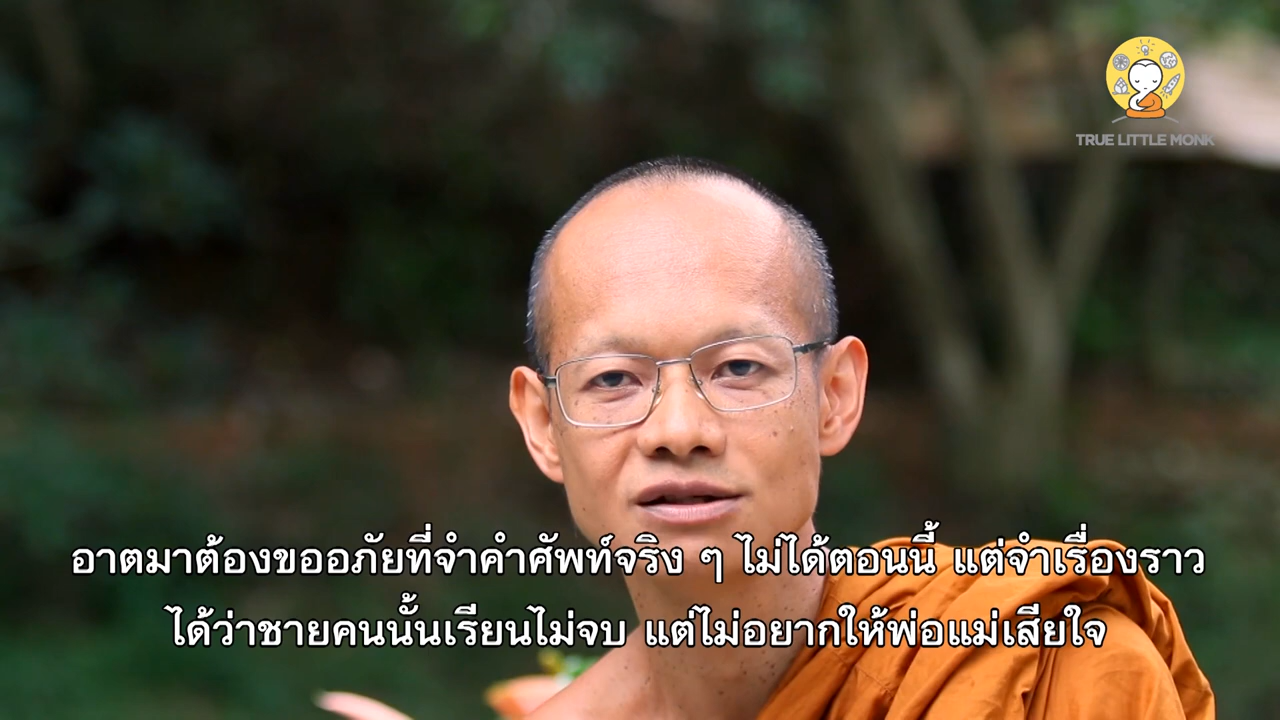 TRUE LITTLE MONK
อาตมาต้องขออภัยที่จำคำศัพท์จริง ๆ ไม่ได้ตอนนี้ แต่จำเรื่องราว
ได้ว่าชายคนนั้นเรียนไม่จบ แต่ไม่อยากให้พ่อแม่เสียใจ